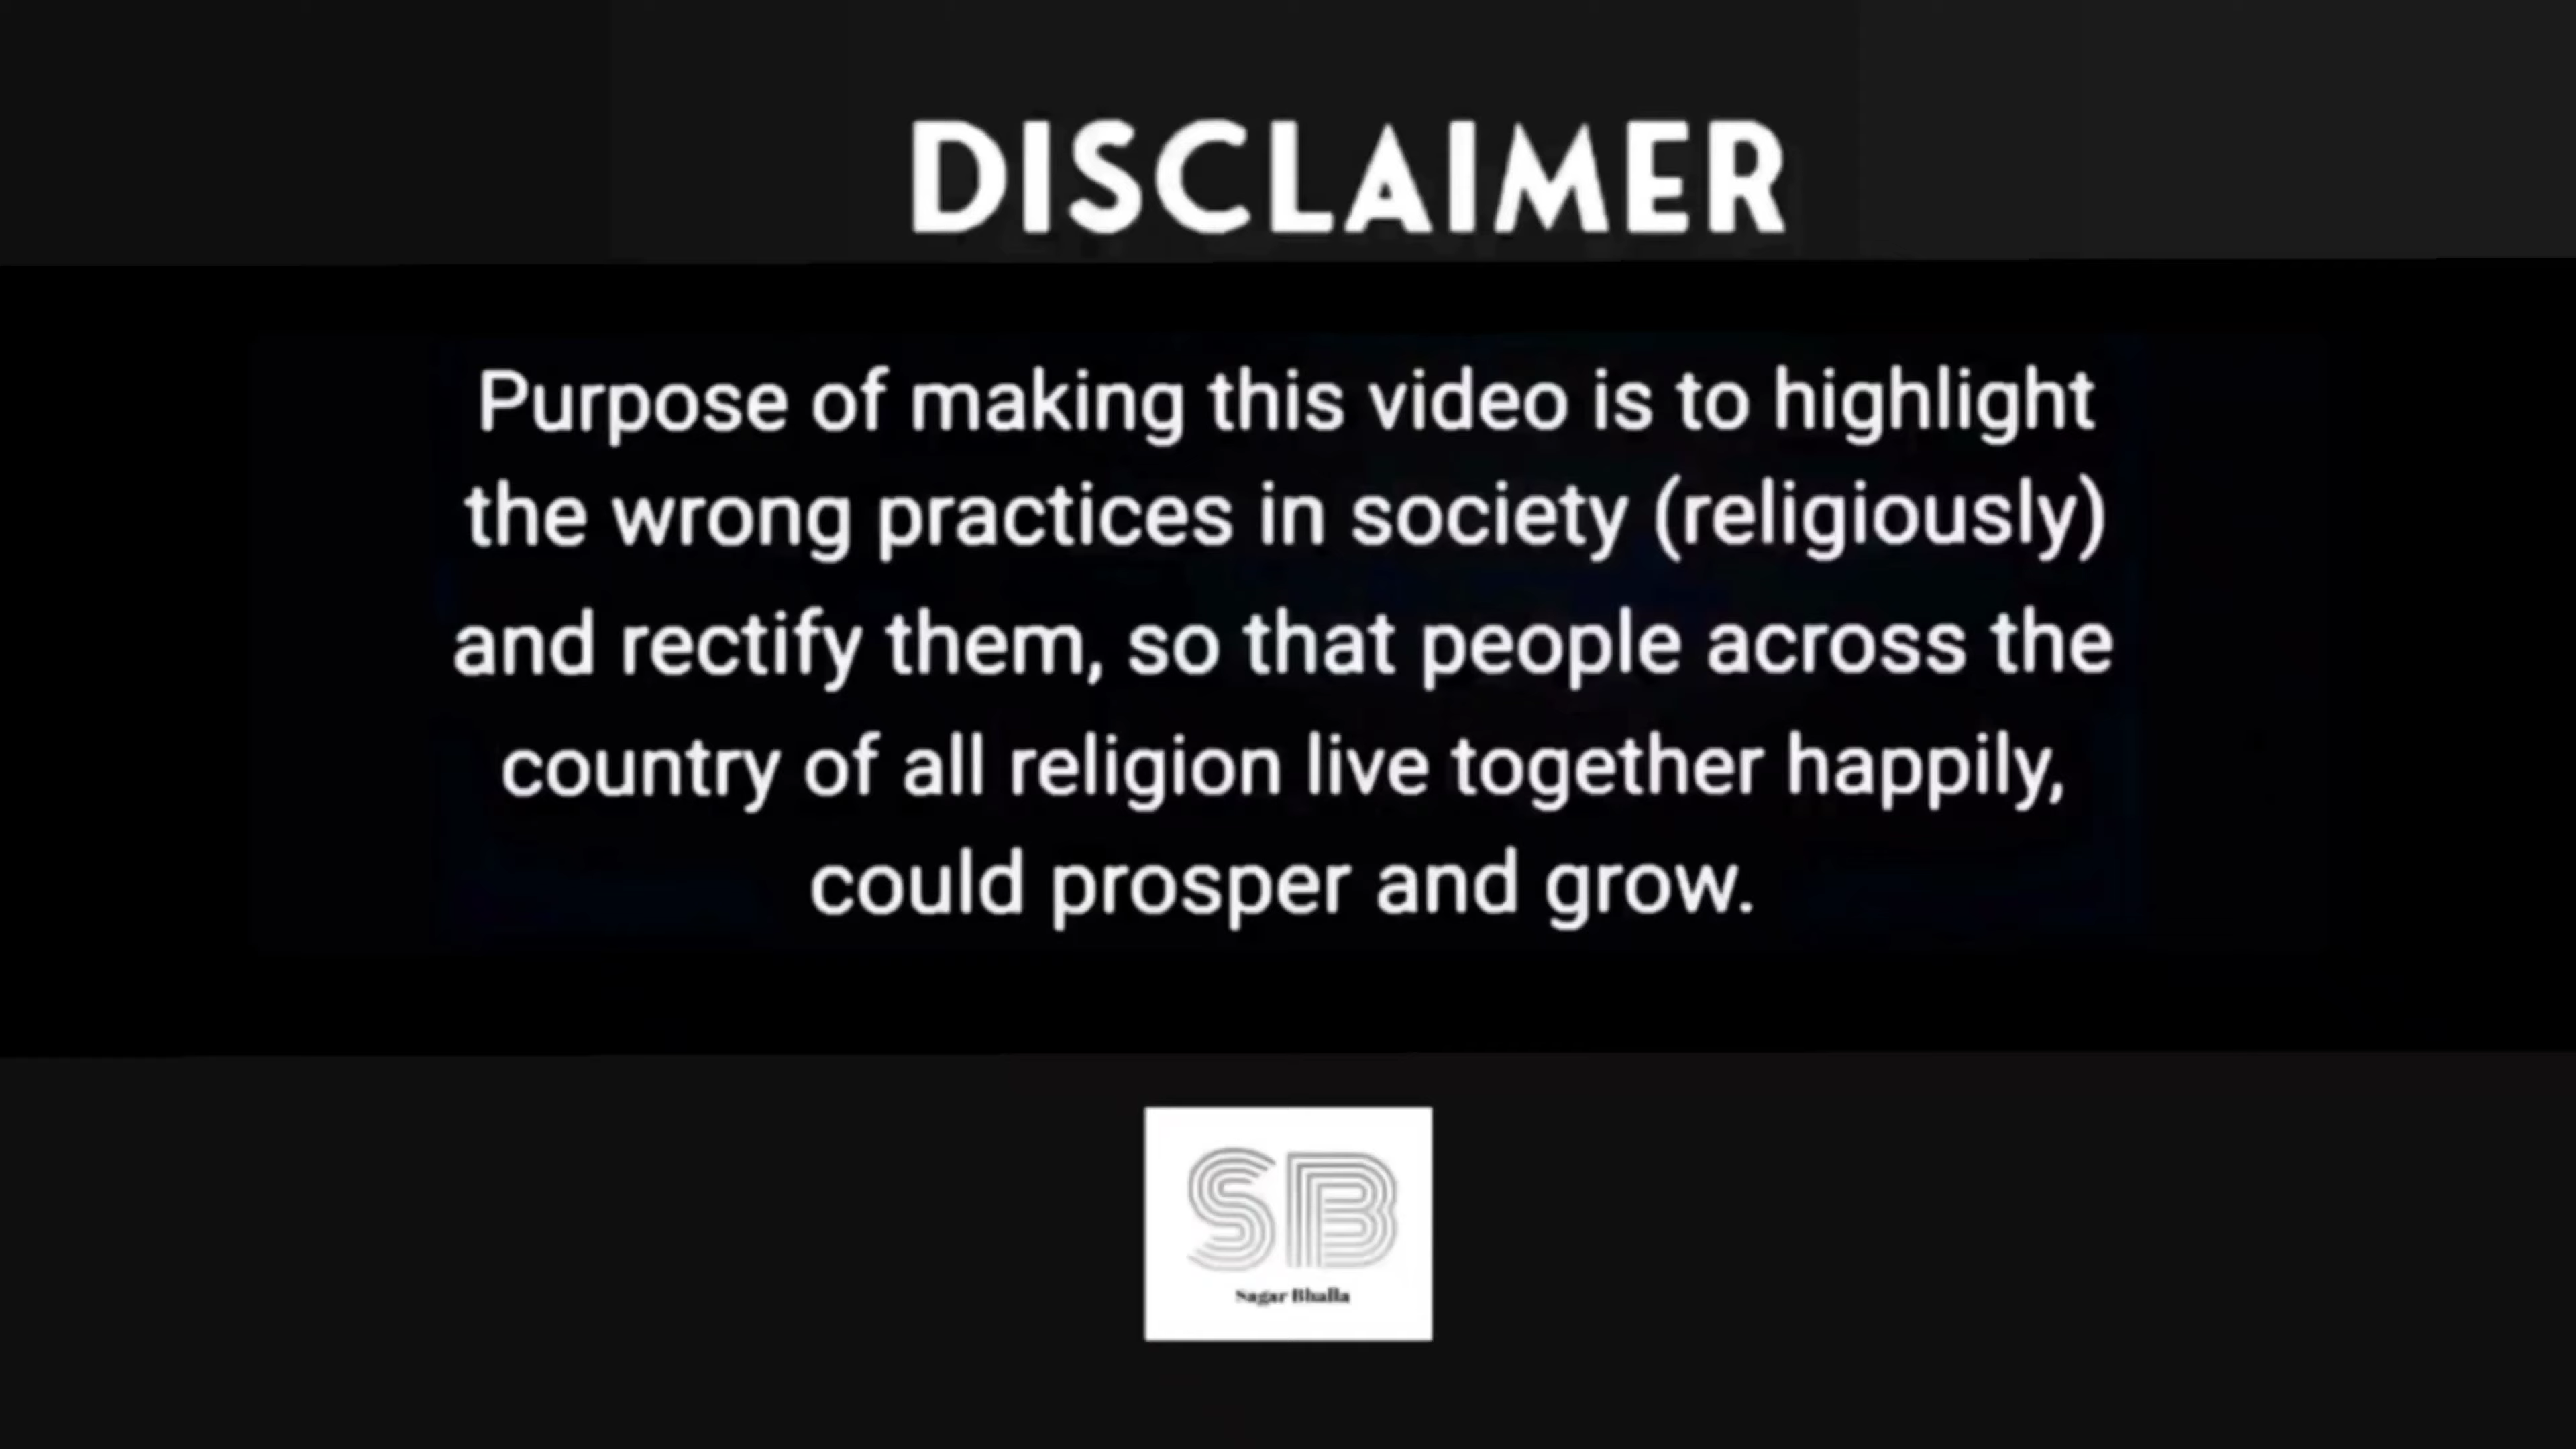 DISCLAIMER
Purpose of making this video is to highlight
the wrong practices in society (religiously)
and rectify them, so that people across the
country of all religion live together happily,
could prosper and grow.
SB
Sagar Bhalla